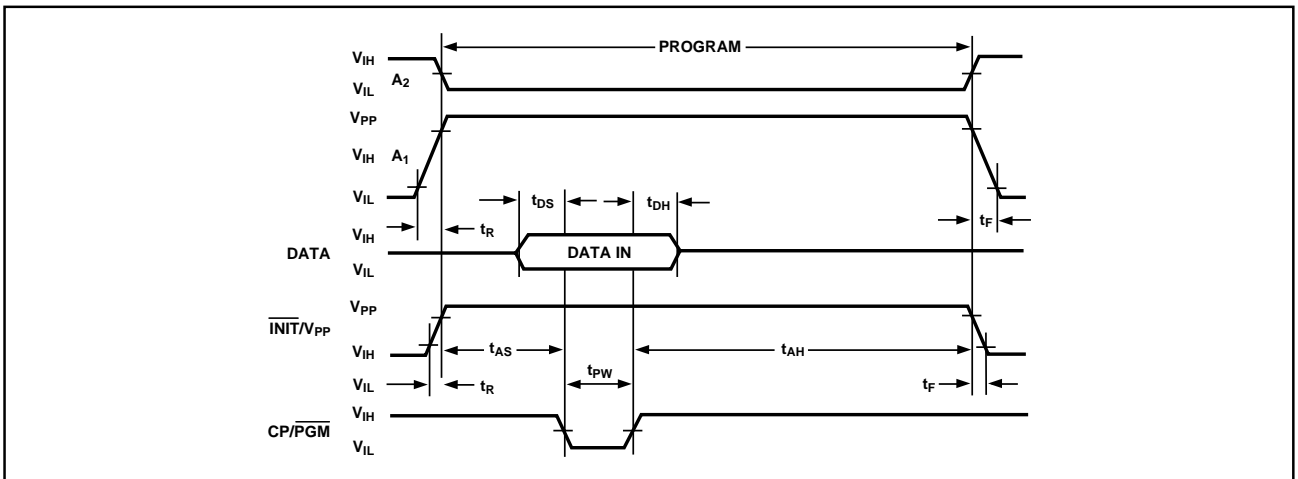 PROGRAM
VIH
A2
VIL
VPP
VIH A1
VIL
tDS
tDH
tR
tF
VIH
DATA
DATA IN
VIL
VPP
INIT/VPP
VIH
tAS
tAH
tPW
VIL
tR
tF
VIH
CP/PGM
VIL